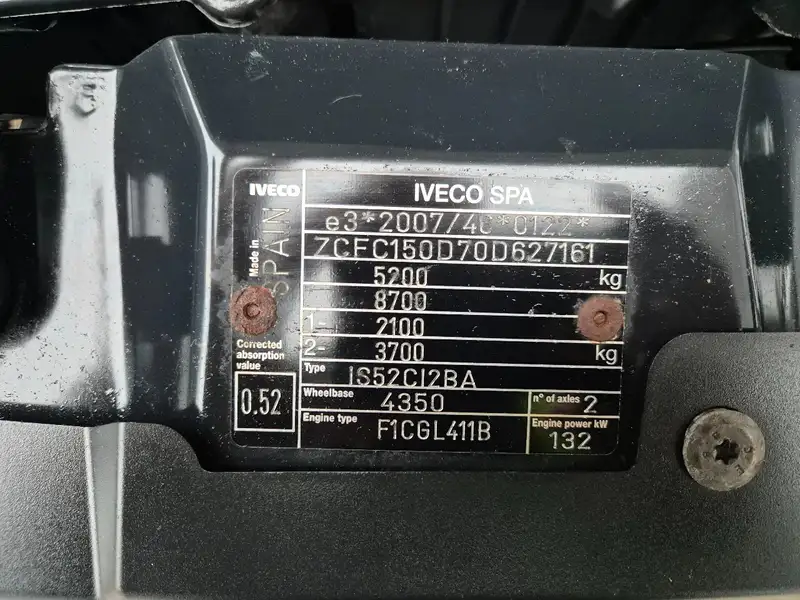 IVECO
IVECO SPA
e3*2007/46*0122*
ZCFC150D70D627161
Made in
SPAIN
5200 kg
8700
1- 2100
2- 3700 kg
Corrected
absorption
value
0.52
Type IS52CI2BA
Wheelbase 4350
n° of axles 2
Engine type F1CGL411B
Engine power kW
132